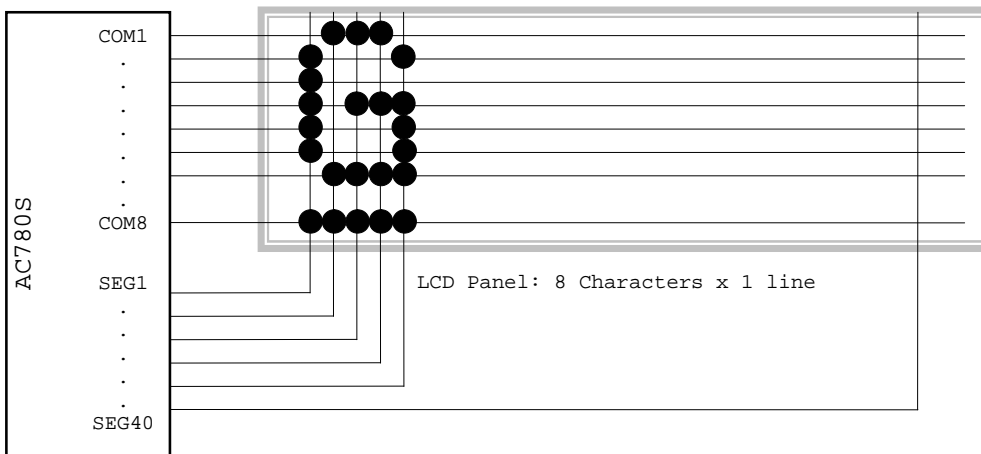 COM1
.
.
.
.
.
.
.
COM8
AC780S
SEG1
LCD Panel: 8 Characters x 1 line
.
.
.
.
.
SEG40